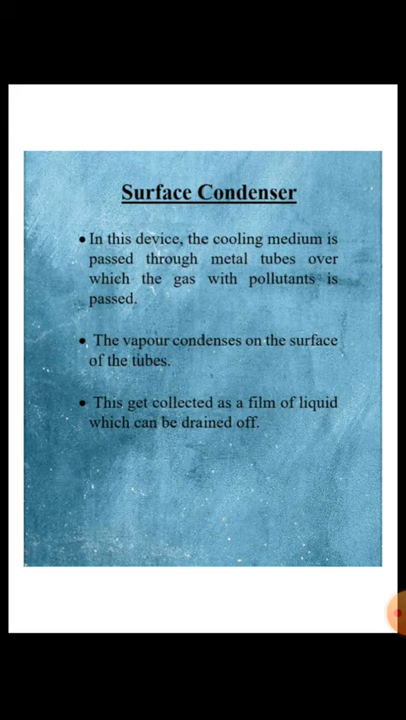 Surface Condenser
• In this device, the cooling medium is
passed through metal tubes over
which the gas with pollutants is
passed.
• The vapour condenses on the surface
of the tubes.
• This get collected as a film of liquid
which can be drained off.